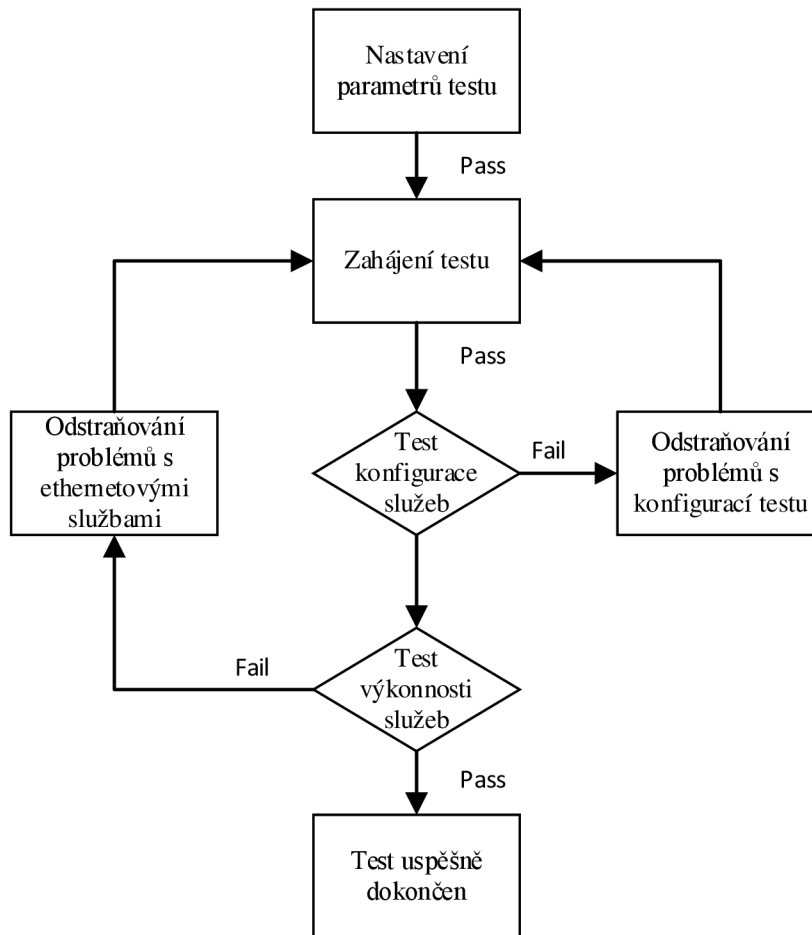 Nastavení
parametrů testu
Pass
Zahájení testu
Pass
Odstraňování
problémů s
ethernetovými
službami
Test
konfigurace
služeb
Fail
Odstraňování
problémů s
konfigurací testu
Fail
Test
výkonnosti
služeb
Pass
Test uspěšně
dokončen